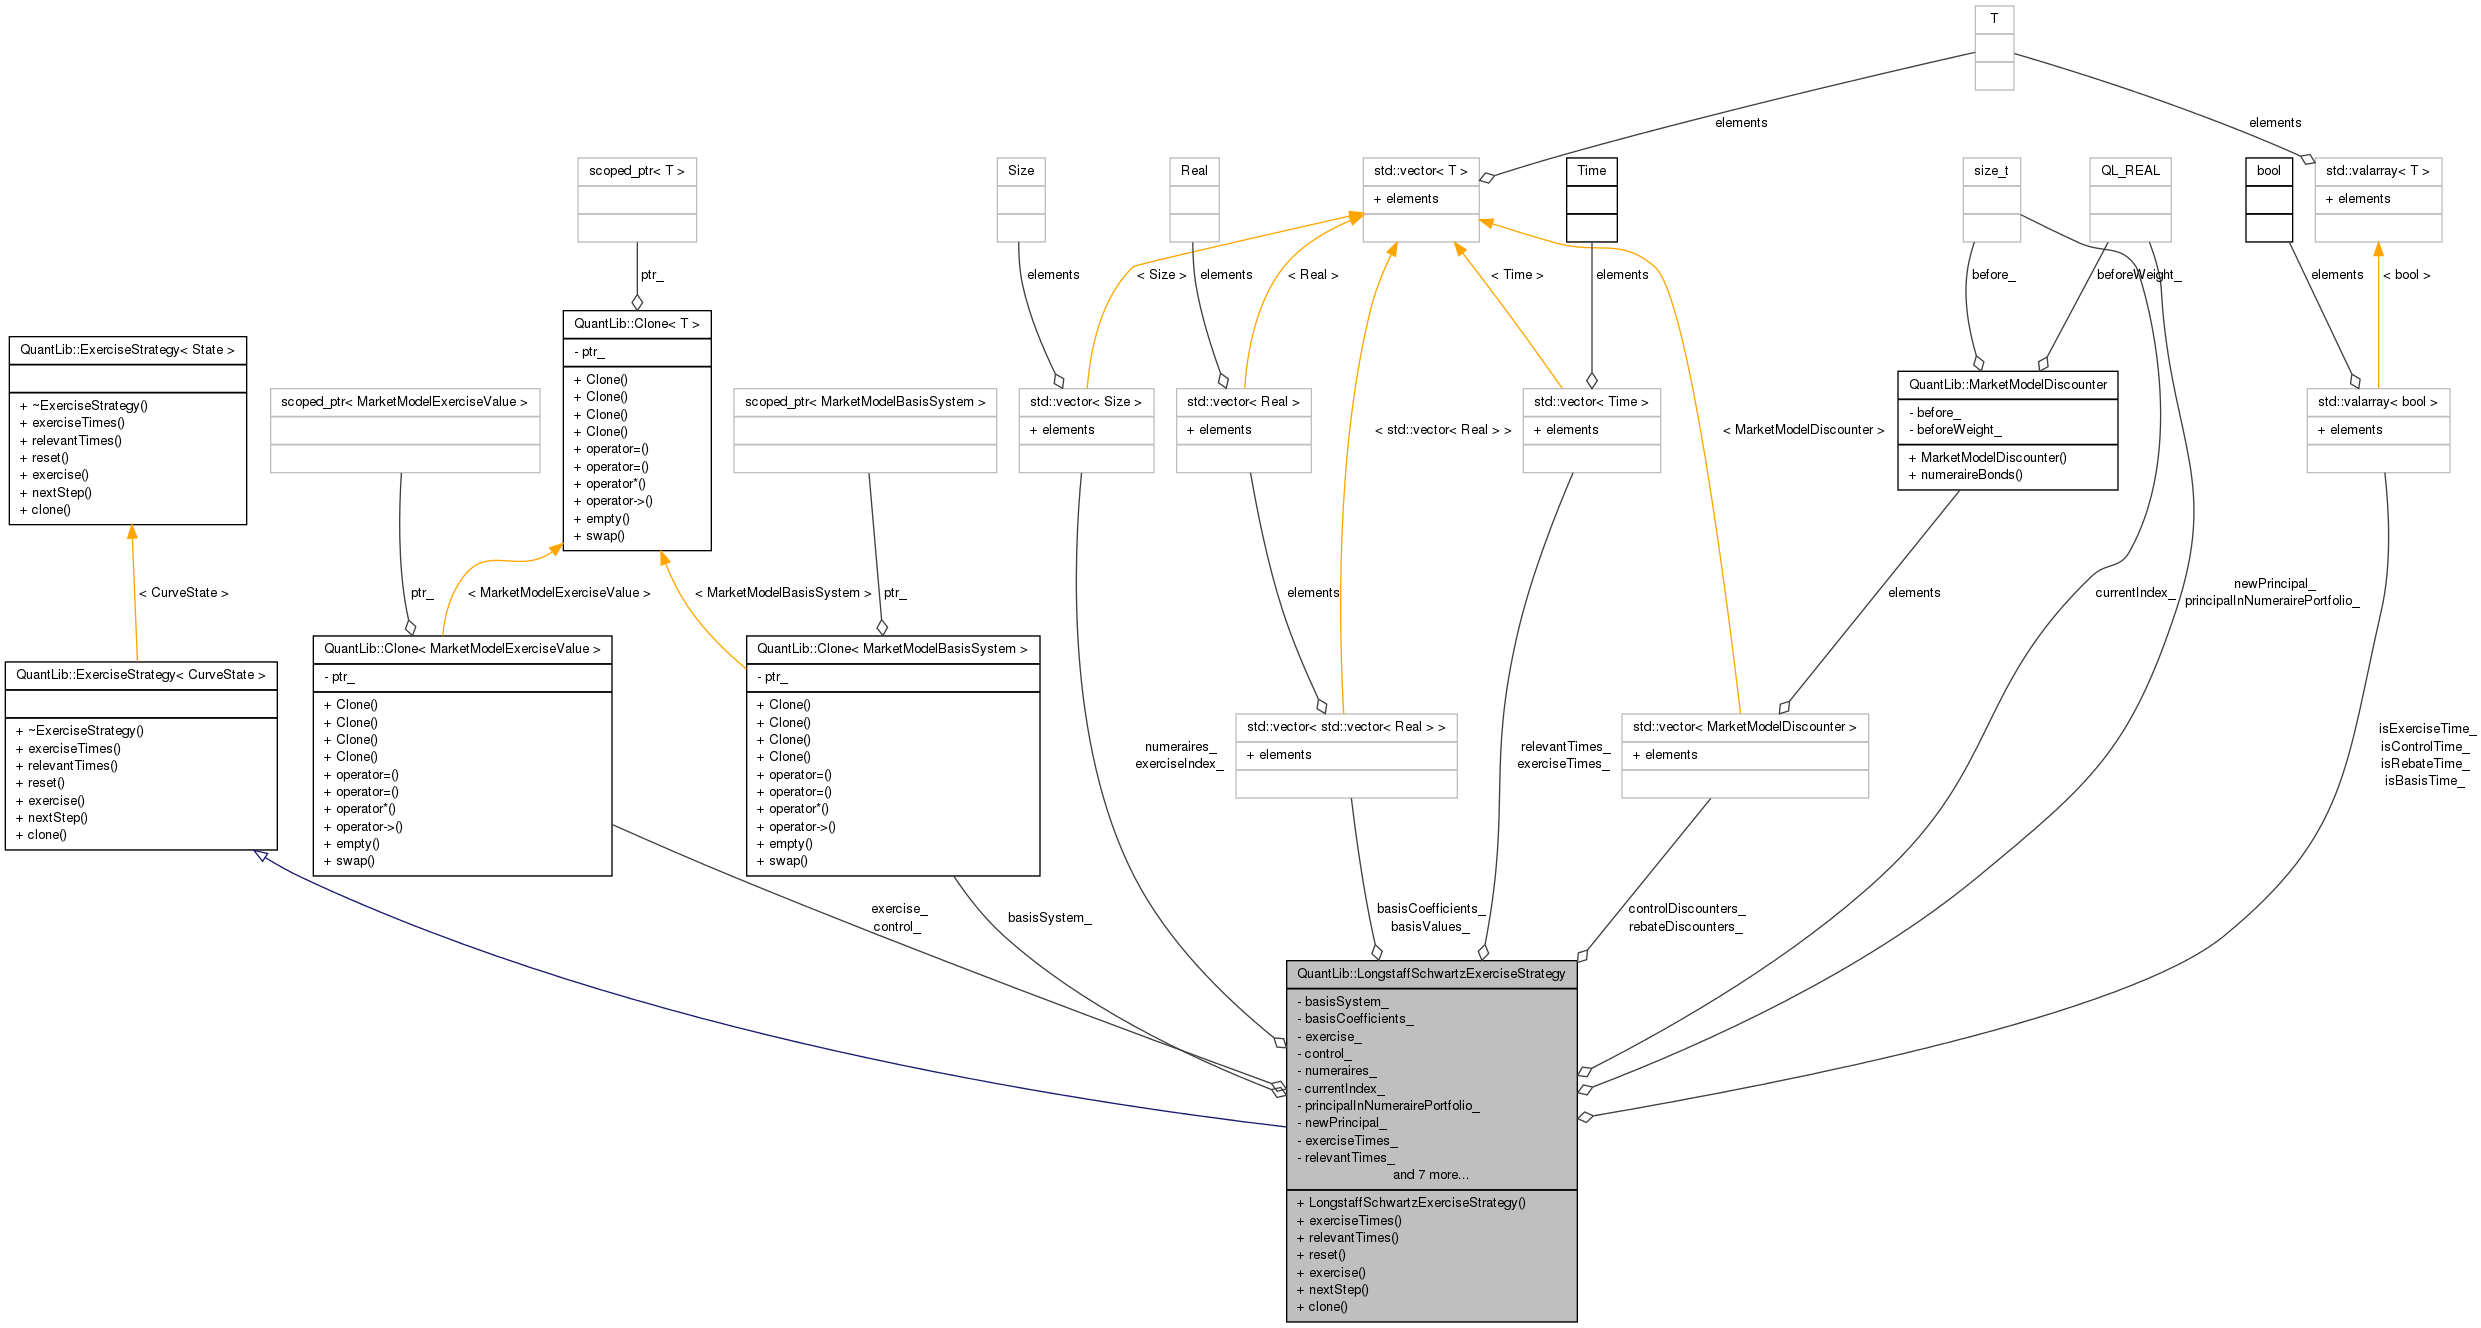 T
elements
elements
scoped_ptr< T >
Size
Real
std::vector< T >
+ elements
Time
size_t
QL_REAL
bool
std::valarray< T >
+ elements
ptr_
elements
< Size >
elements
< Real >
< Time >
elements
before_
beforeWeight_
elements
< bool >
QuantLib::ExerciseStrategy< State >
+ ~ExerciseStrategy()
+ exerciseTimes()
+ relevantTimes()
+ reset()
+ exercise()
+ nextStep()
+ clone()
scoped_ptr< MarketModelExerciseValue >
QuantLib::Clone< T >
- ptr_
+ Clone()
+ Clone()
+ Clone()
+ Clone()
+ operator=()
+ operator=()
+ operator*()
+ operator->()
+ empty()
+ swap()
scoped_ptr< MarketModelBasisSystem >
std::vector< Size >
+ elements
std::vector< Real >
+ elements
< std::vector< Real > >
std::vector< Time >
+ elements
< MarketModelDiscounter >
QuantLib::MarketModelDiscounter
- before_
- beforeWeight_
+ MarketModelDiscounter()
+ numeraireBonds()
std::valarray< bool >
+ elements
< CurveState >
ptr_
< MarketModelExerciseValue >
< MarketModelBasisSystem >
ptr_
elements
elements
currentIndex_
newPrincipal_
principalInNumerairePortfolio_
QuantLib::ExerciseStrategy< CurveState >
+ ~ExerciseStrategy()
+ exerciseTimes()
+ relevantTimes()
+ reset()
+ exercise()
+ nextStep()
+ clone()
QuantLib::Clone< MarketModelExerciseValue >
- ptr_
+ Clone()
+ Clone()
+ Clone()
+ Clone()
+ operator=()
+ operator=()
+ operator*()
+ operator->()
+ empty()
+ swap()
QuantLib::Clone< MarketModelBasisSystem >
- ptr_
+ Clone()
+ Clone()
+ Clone()
+ Clone()
+ operator=()
+ operator=()
+ operator*()
+ operator->()
+ empty()
+ swap()
numeraires_
exerciseIndex_
std::vector< std::vector< Real > >
+ elements
relevantTimes_
exerciseTimes_
std::vector< MarketModelDiscounter >
+ elements
isExerciseTime_
isControlTime_
isRebateTime_
isBasisTime_
exercise_
control_
basisSystem_
basisCoefficients_
basisValues_
controlDiscounters_
rebateDiscounters_
QuantLib::LongstaffSchwartzExerciseStrategy
- basisSystem_
- basisCoefficients_
- exercise_
- control_
- numeraires_
- currentIndex_
- principalInNumerairePortfolio_
- newPrincipal_
- exerciseTimes_
- relevantTimes_
and 7 more...
+ LongstaffSchwartzExerciseStrategy()
+ exerciseTimes()
+ relevantTimes()
+ reset()
+ exercise()
+ nextStep()
+ clone()